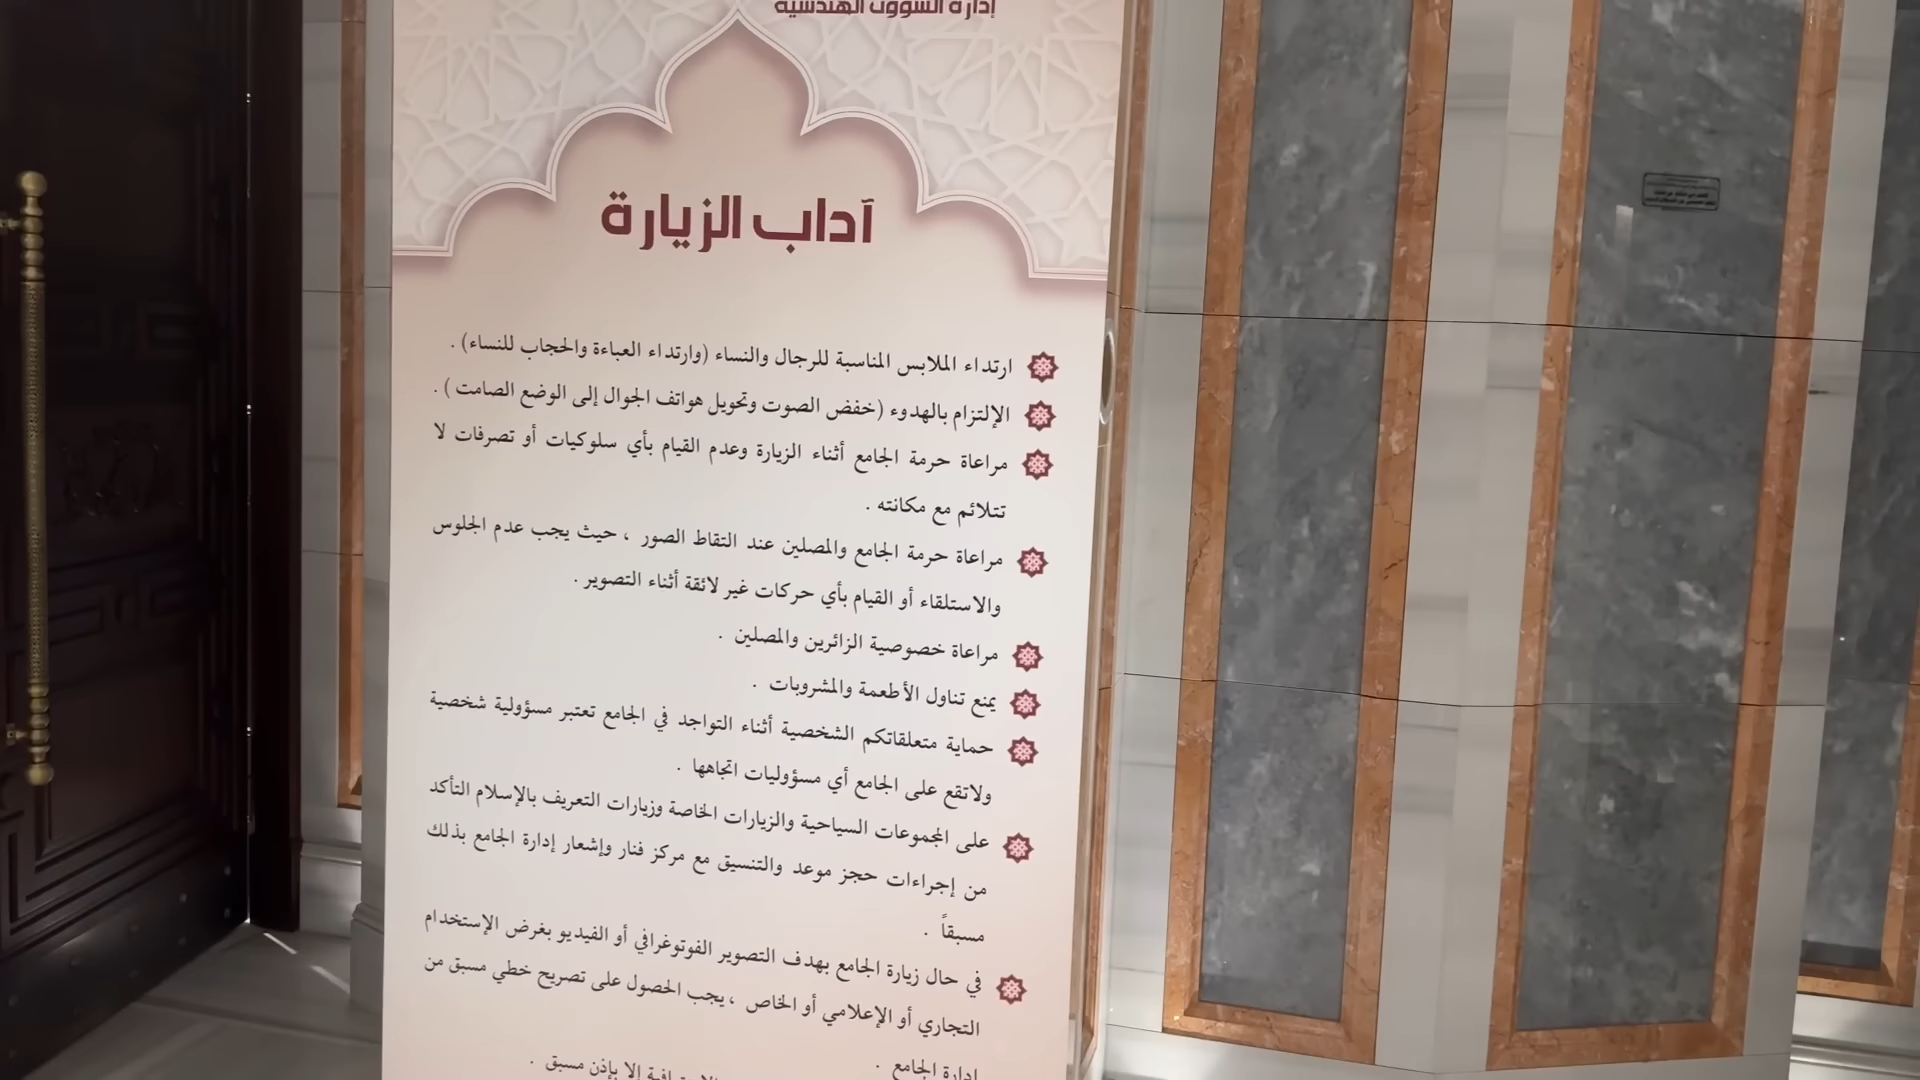 إدارة الشؤون الهندسية
آداب الزيارة
ارتداء الملابس المناسبة للرجال والنساء (وارتداء العباءة والحجاب للنساء) .
الإلتزام بالهدوء (خفض الصوت وتحويل هواتف الجوال إلى الوضع الصامت ) .
مراعاة حرمة الجامع أثناء الزيارة وعدم القيام بأي سلوكيات أو تصرفات لا
تتلائم مع مكانته .
مراعاة حرمة الجامع والمصلين عند التقاط الصور ، حيث يجب عدم الجلوس
والاستلقاء أو القيام بأي حركات غير لائقة أثناء التصوير .
مراعاة خصوصية الزائرين والمصلين .
يمنع تناول الأطعمة والمشروبات .
حماية متعلقاتكم الشخصية أثناء التواجد في الجامع تعتبر مسؤولية شخصية
ولاتقع على الجامع أي مسؤوليات اتجاهها .
على المجموعات السياحية والزيارات الخاصة وزيارات التعريف بالإسلام التأكد
من إجراءات حجز موعد والتنسيق مع مركز فنار وإشعار إدارة الجامع بذلك
مسبقاً .
في حال زيارة الجامع بهدف التصوير الفوتوغرافي أو الفيديو بغرض الإستخدام
التجاري أو الإعلامي أو الخاص ، يجب الحصول على تصريح خطي مسبق من
إدارة الجامع .
إلا بإذن مسبق .